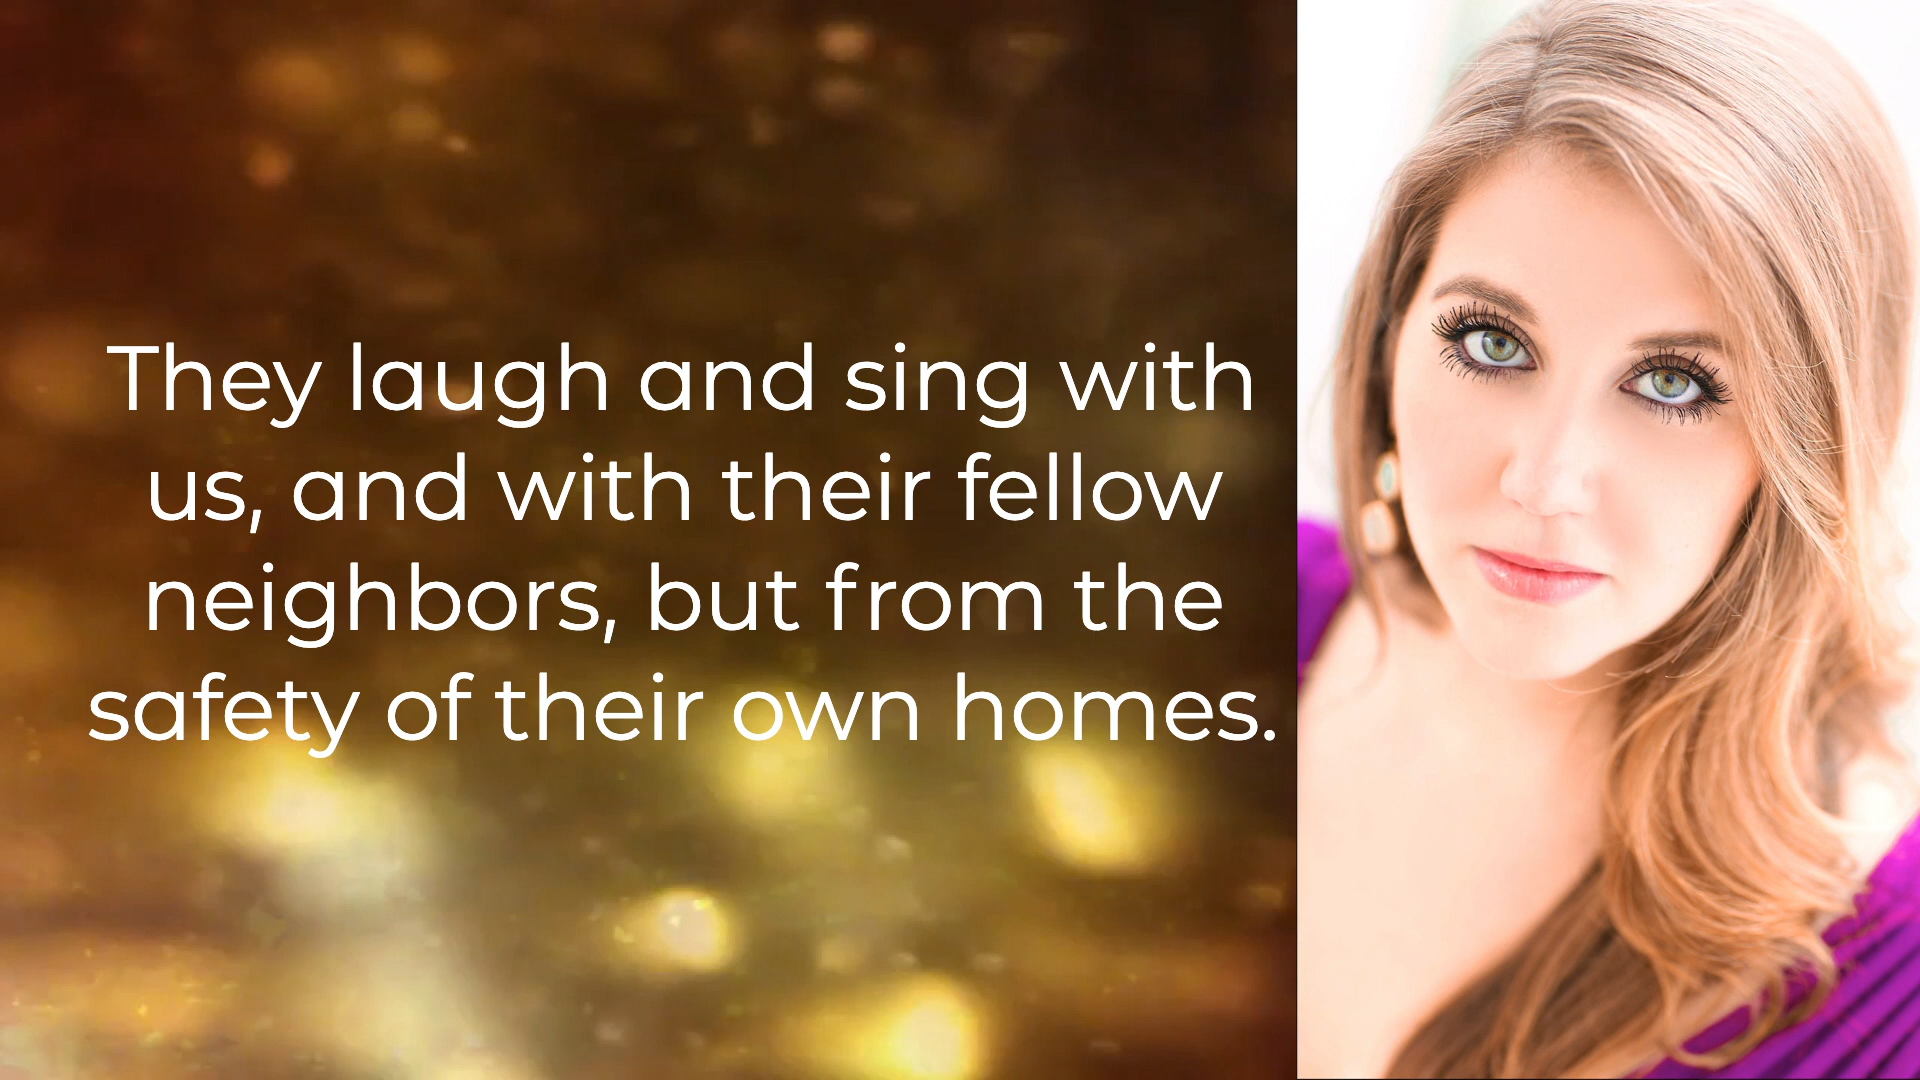 They laugh and sing with
us, and with their fellow
neighbors, but from the
safety of their own homes.